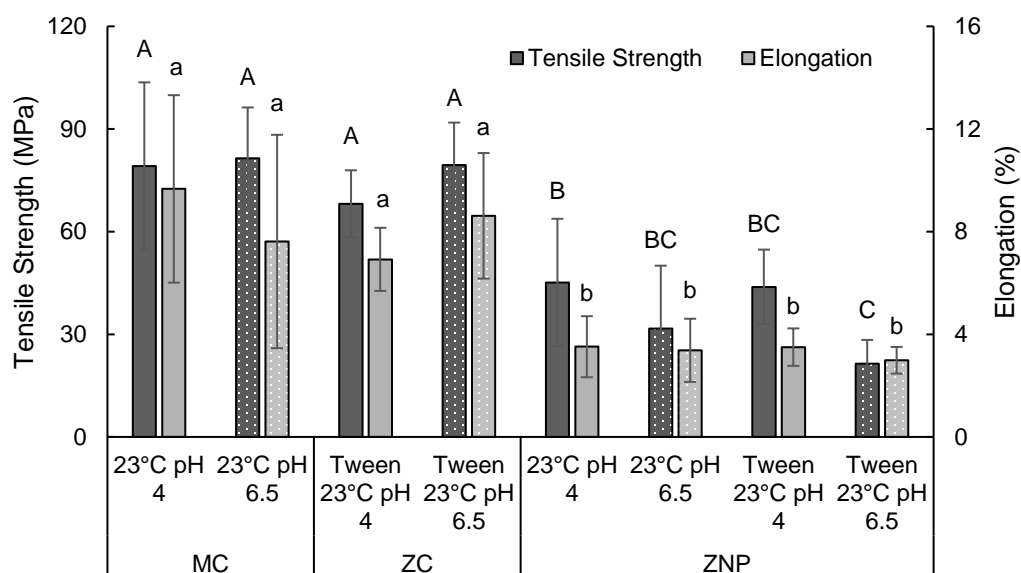 120
90
60
30
0
Tensile Strength (MPa)
16
12
8
4
0
Elongation (%)
Tensile Strength
Elongation
A
a
A
a
A
a
A
a
B
b
BC
b
BC
b
C
b
23°C pH
4
23°C pH
6.5
Tween
23°C pH
4
Tween
23°C pH
6.5
23°C pH
4
23°C pH
6.5
Tween
23°C pH
4
Tween
23°C pH
6.5
MC
ZC
ZNP